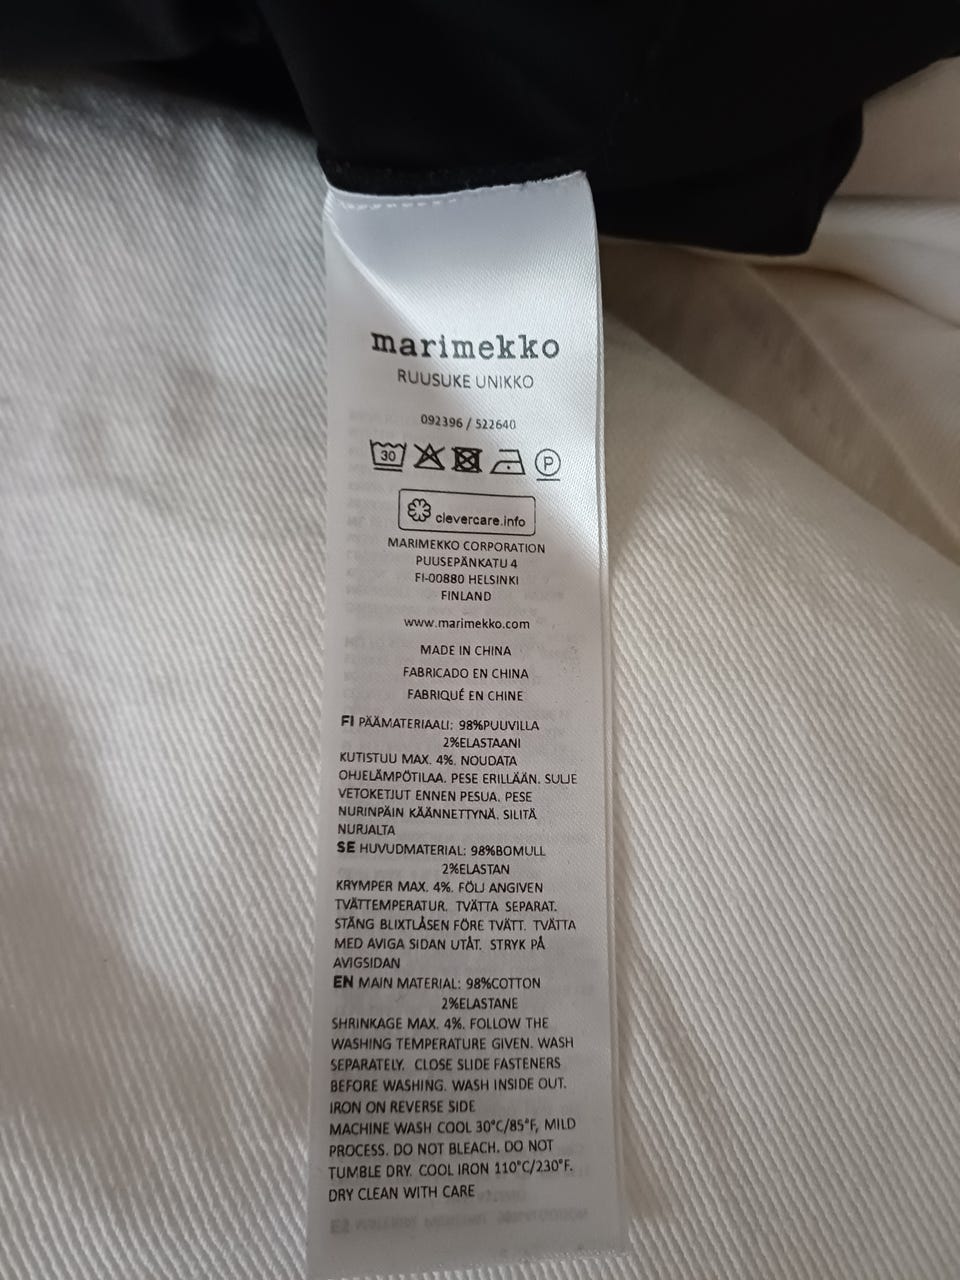 marimekko
RUUSUKE UNIKKO
092396 / 522640
30 P
clevercare.info
MARIMEKKO CORPORATION
PUUSEPÄNKATU 4
FI-00880 HELSINKI
FINLAND
www.marimekko.com
MADE IN CHINA
FABRICADO EN CHINA
FABRIQUÉ EN CHINE
FI PÄÄMATERIAALI: 98%PUUVILLA
2%ELASTAANI
KUTISTUU MAX. 4%. NOUDATA
OHJELÄMPÖTILAA. PESE ERILLÄÄN. SULJE
VETOKETJUT ENNEN PESUA. PESE
NURINPÄIN KÄÄNNETTYNÄ. SILITÄ
NURJALTA
SE HUVUDMATERIAL: 98%BOMULL
2%ELASTAN
KRYMPER MAX. 4%. FÖLJ ANGIVEN
TVÄTTEMPERATUR. TVÄTTA SEPARAT.
STÄNG BLIXTLÅSEN FÖRE TVÄTT. TVÄTTA
MED AVIGA SIDAN UTÅT. STRYK PÅ
AVIGSIDAN
EN MAIN MATERIAL: 98%COTTON
2%ELASTANE
SHRINKAGE MAX. 4%. FOLLOW THE
WASHING TEMPERATURE GIVEN. WASH
SEPARATELY. CLOSE SLIDE FASTENERS
BEFORE WASHING. WASH INSIDE OUT.
IRON ON REVERSE SIDE
MACHINE WASH COOL 30°C/85°F, MILD
PROCESS. DO NOT BLEACH. DO NOT
TUMBLE DRY. COOL IRON 110°C/230°F.
DRY CLEAN WITH CARE